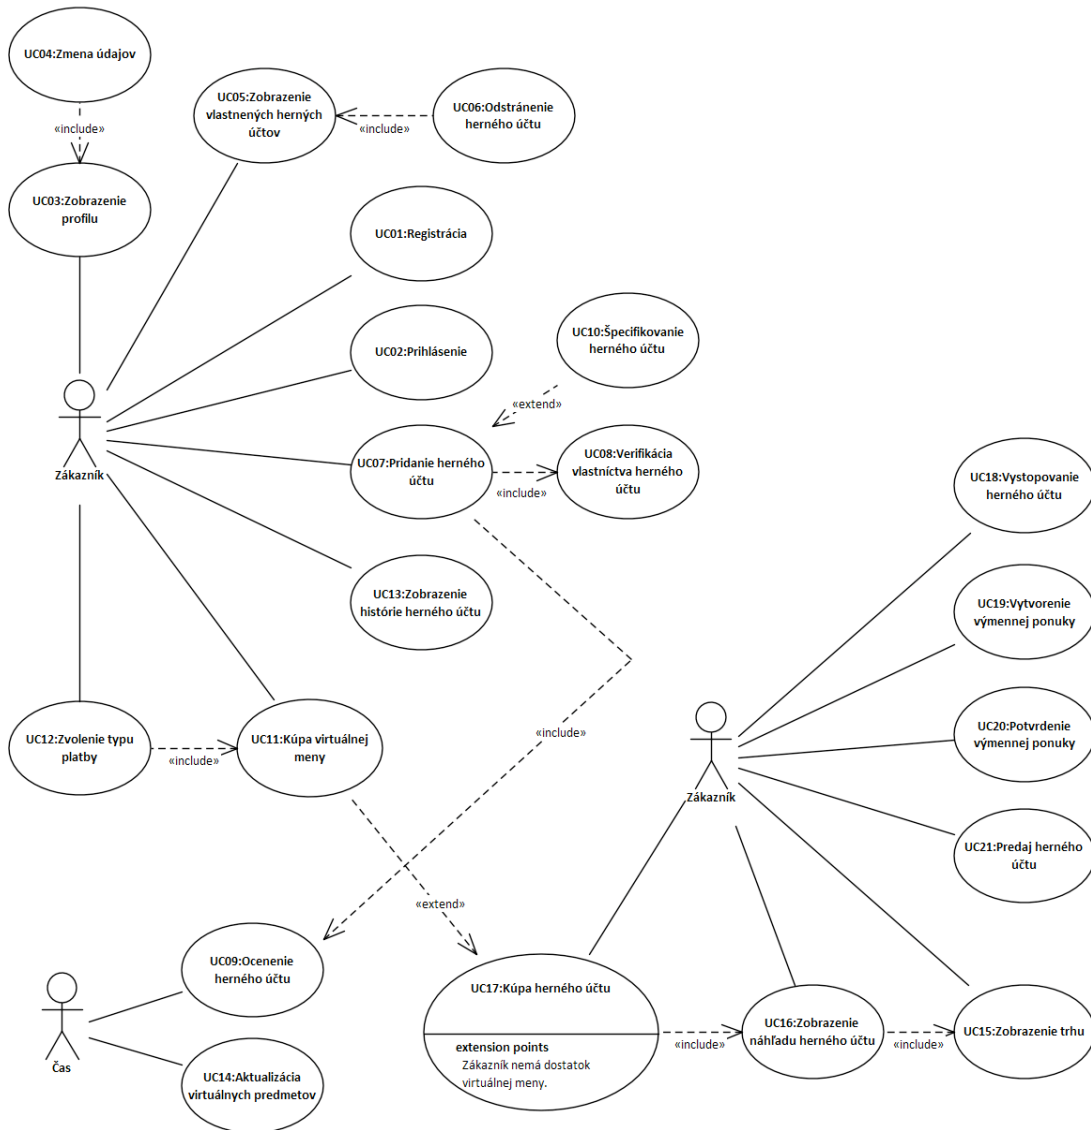 UC04:Zmena údajov
«include»
UC03:Zobrazenie
profilu
UC05:Zobrazenie
vlastnených herných
účtov
«include»
UC06:Odstránenie
herného účtu
UC01:Registrácia
UC02:Prihlásenie
UC10:Špecifikovanie
herného účtu
«extend»
Zákazník
UC07:Pridanie herného
účtu
«include»
UC08:Verifikácia
vlastníctva herného
účtu
UC13:Zobrazenie
histórie herného účtu
UC12:Zvolenie typu
platby
«include»
UC11:Kúpa virtuálnej
meny
«include»
«extend»
UC18:Vystopovanie
herného účtu
UC19:Vytvorenie
výmennej ponuky
UC20:Potvrdenie
výmennej ponuky
Zákazník
UC21:Predaj herného
účtu
UC09:Ocenenie
herného účtu
Čas
UC14:Aktualizácia
virtuálnych predmetov
UC17:Kúpa herného účtu
extension points
Zákazník nemá dostatok
virtuálnej meny.
«include»
UC16:Zobrazenie
náhľadu herného účtu
«include»
UC15:Zobrazenie trhu